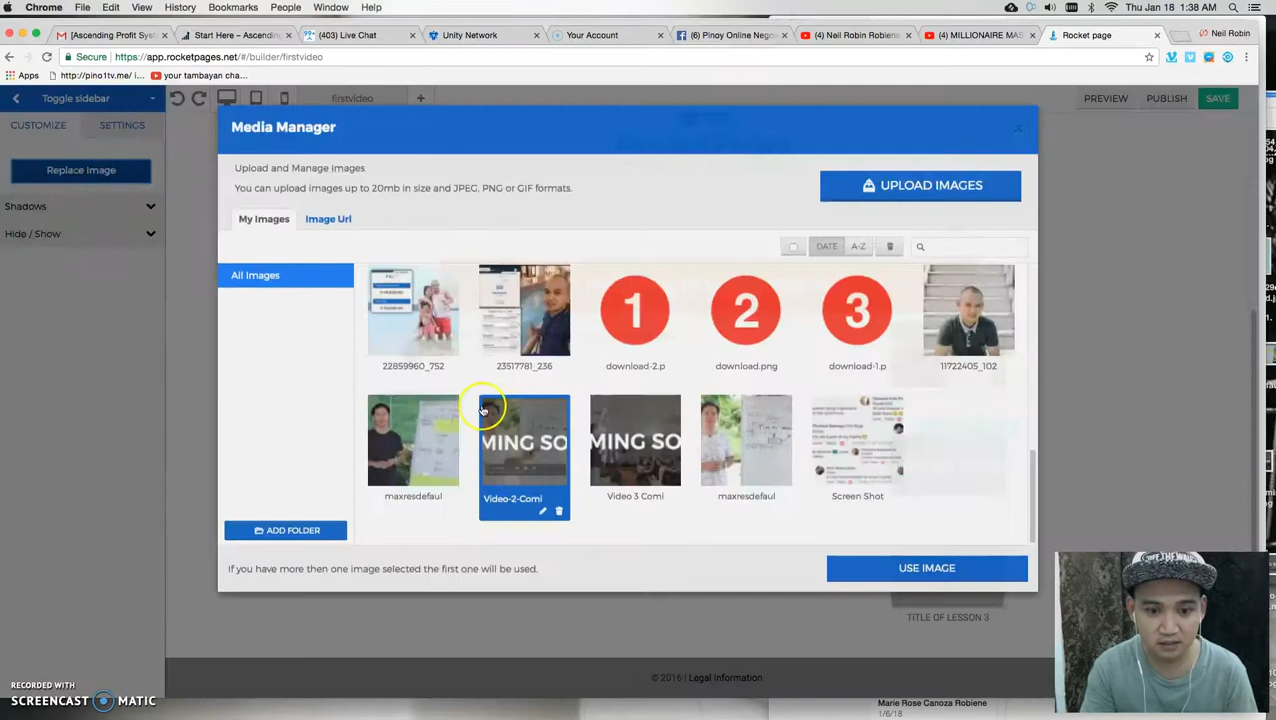 Chrome File Edit View History Bookmarks People Window Help
Thu Jan 18 1:38 AM
[Ascending Profit Sys
Start Here – Ascending
(403) Live Chat
Unity Network
Your Account
(6) Pinoy Online Nego
(4) Neil Robin Robiene
(4) MILLIONAIRE MAS
Rocket page
Neil Robin
Secure https://app.rocketpages.net/#/builder/firstvideo
Apps http://pino1tv.me/ i... your tambayan cha...
Toggle sidebar
firstvideo
+
PREVIEW PUBLISH SAVE
CUSTOMIZE SETTINGS
Replace Image
Shadows
Hide / Show
Media Manager
Upload and Manage images.
You can upload images up to 20mb in size and JPEG, PNG or GIF formats.
UPLOAD IMAGES
My Images Image Url
DATE A-Z
All Images
1 2 3
22859960_752 23517781_236 download-2.p download.png download-1.p 11722405_102
MING SO MING SO
maxresdefaul Video-2-Comi Video 3 Comi maxresdefaul Screen Shot
ADD FOLDER
If you have more then one image selected the first one will be used.
USE IMAGE
TITLE OF LESSON 3
© 2016 | Legal Information
RECORDED WITH
SCREENCAST MATIC
Marie Rose Canoza Robiene
1/6/18